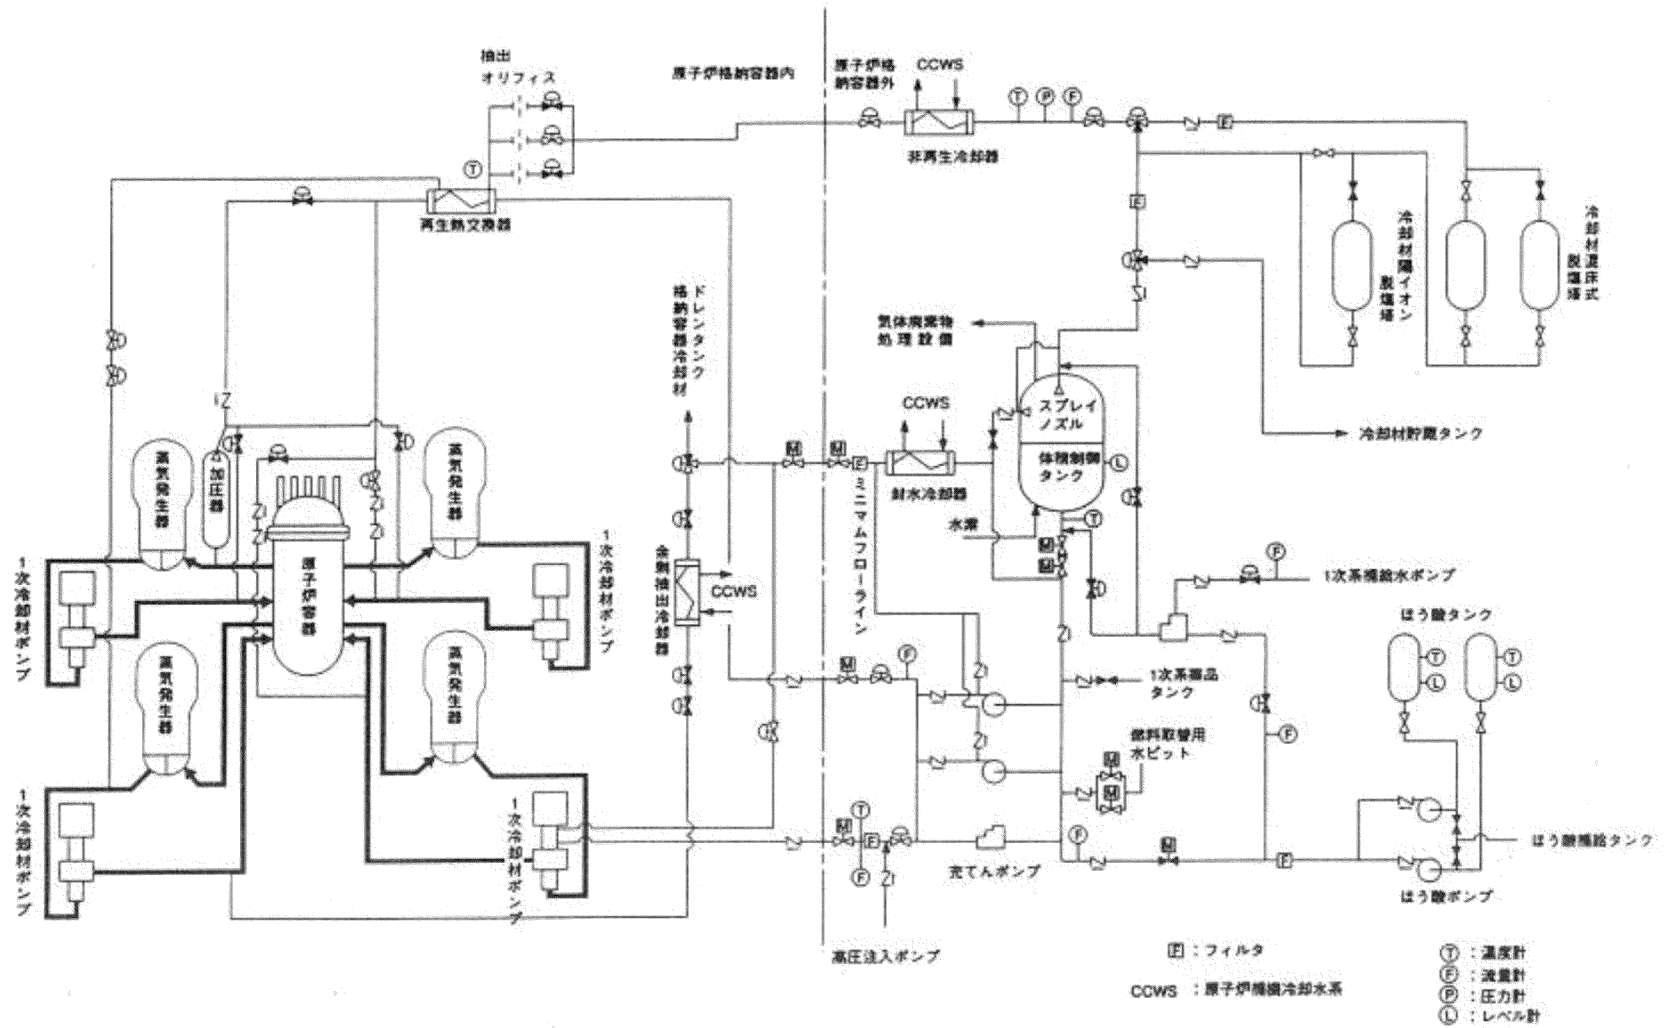 抽出
オリフィス
原子炉格納容器内
原子炉格
納容器外
CCWS
T
P
F
非再生冷却器
F
T
再生熱交換器
F
冷却材陽イオン
脱塩塔
冷却材混床式
脱塩塔
格納容器冷却材
ドレンタンク
気体廃棄物
処理設備
CCWS
スプレイ
ノズル
体積制御
タンク
L
冷却材貯蔵タンク
M
M
F
封水冷却器
水素
T
M
M
ミニマムフローライン
蒸気発生器
加圧器
蒸気発生器
1次冷却材ポンプ
原子炉容器
1次冷却材ポンプ
余剰抽出冷却器
CCWS
F
1次系補給水ポンプ
ほう酸タンク
T
L
T
L
蒸気発生器
蒸気発生器
M
F
1次系薬品
タンク
F
燃料取替用
水ピット
M
M
1次冷却材ポンプ
1次冷却材ポンプ
T
M
F
F
充てんポンプ
F
M
F
ほう酸補給タンク
ほう酸ポンプ
高圧注入ポンプ
F：フィルタ
CCWS：原子炉補機冷却水系
T：温度計
F：流量計
P：圧力計
L：レベル計